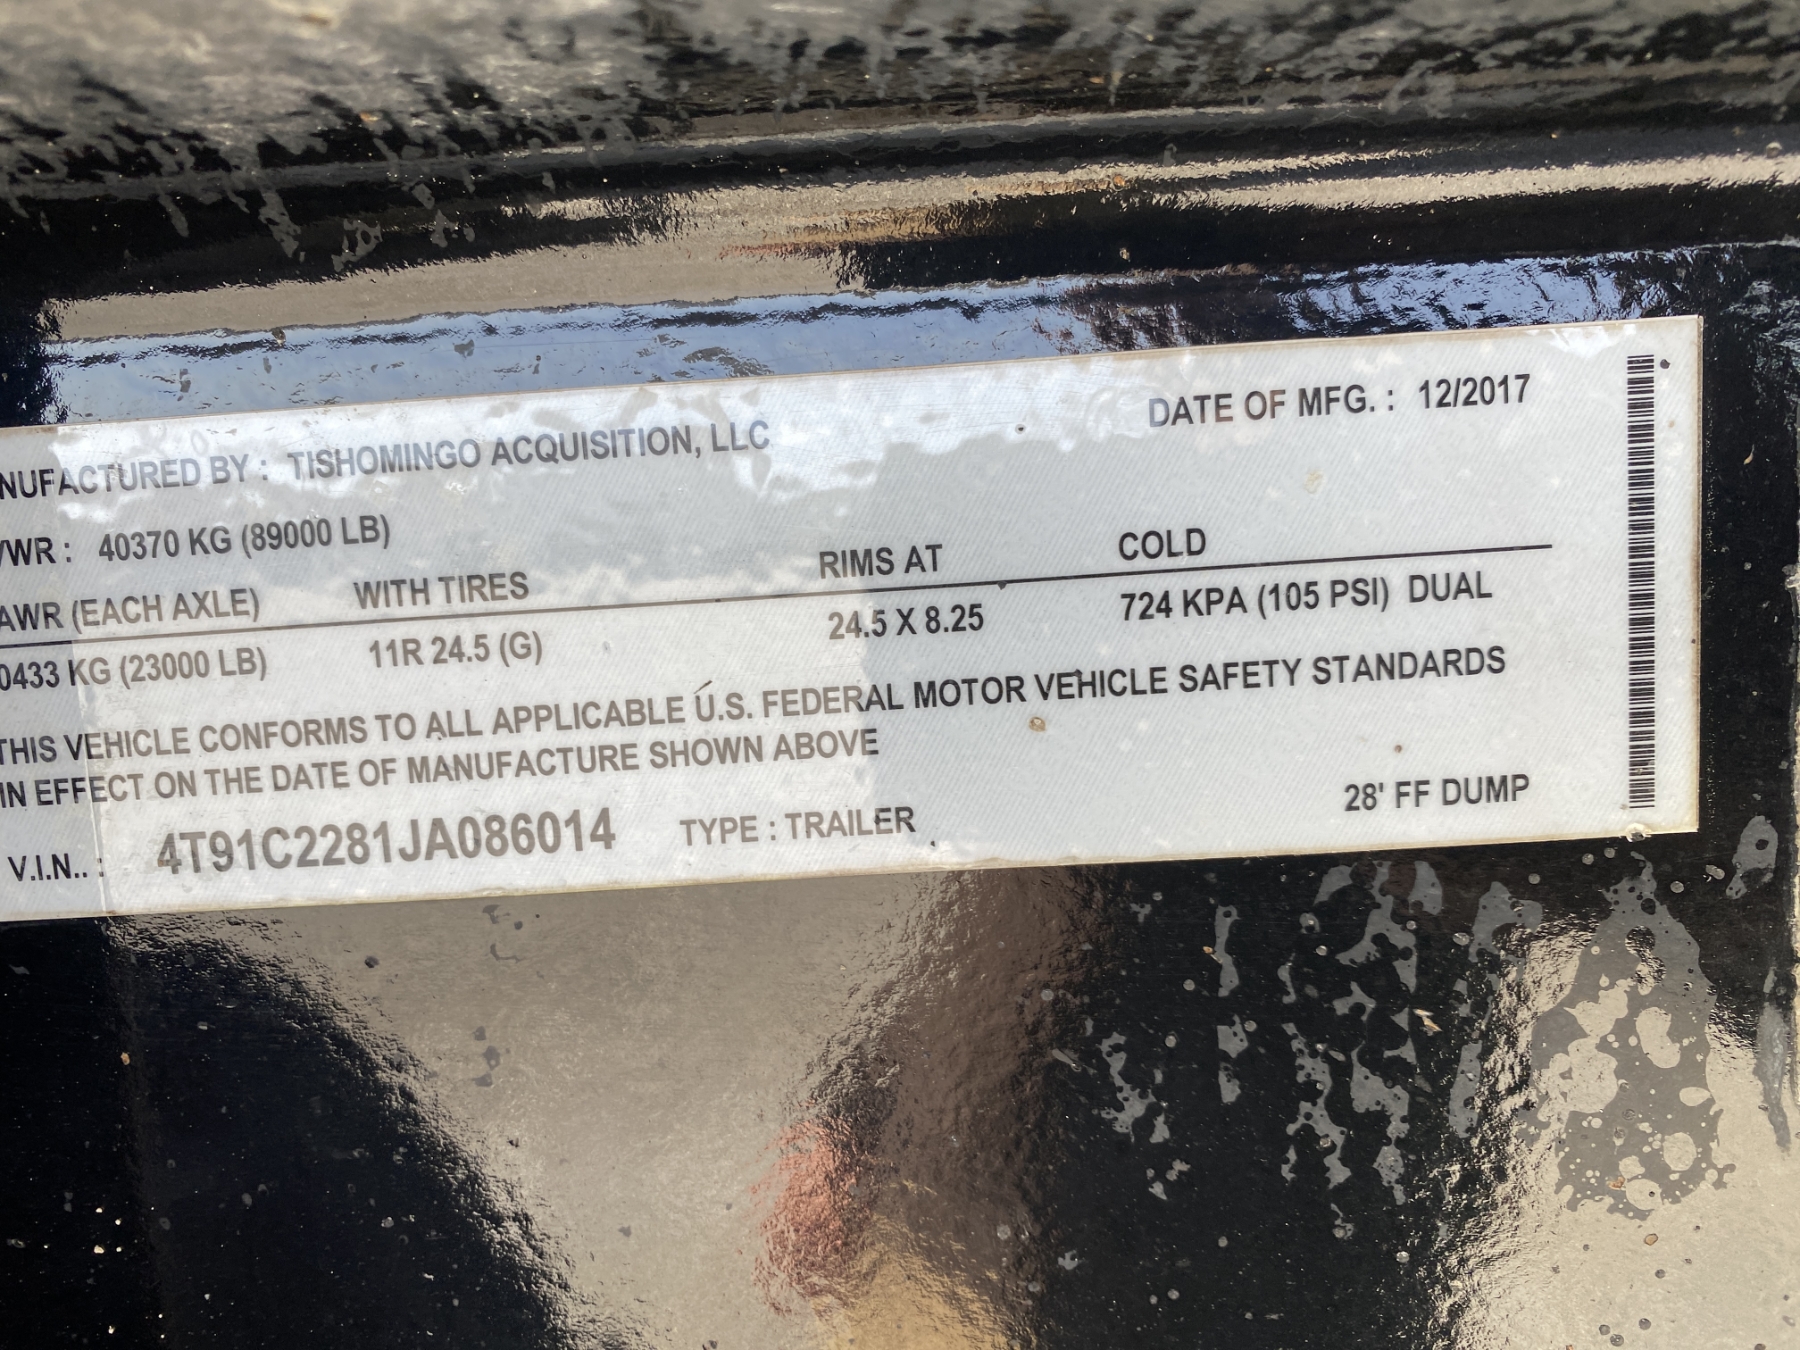 NUFACTURED BY : TISHOMINGO ACQUISITION, LLC DATE OF MFG. : 12/2017
VWR : 40370 KG (89000 LB)
AWR (EACH AXLE) WITH TIRES RIMS AT COLD
0433 KG (23000 LB) 11R 24.5 (G) 24.5 X 8.25 724 KPA (105 PSI) DUAL
THIS VEHICLE CONFORMS TO ALL APPLICABLE U.S. FEDERAL MOTOR VEHICLE SAFETY STANDARDS
IN EFFECT ON THE DATE OF MANUFACTURE SHOWN ABOVE
V.I.N.. : 4T91C2281JA086014 TYPE : TRAILER 28' FF DUMP